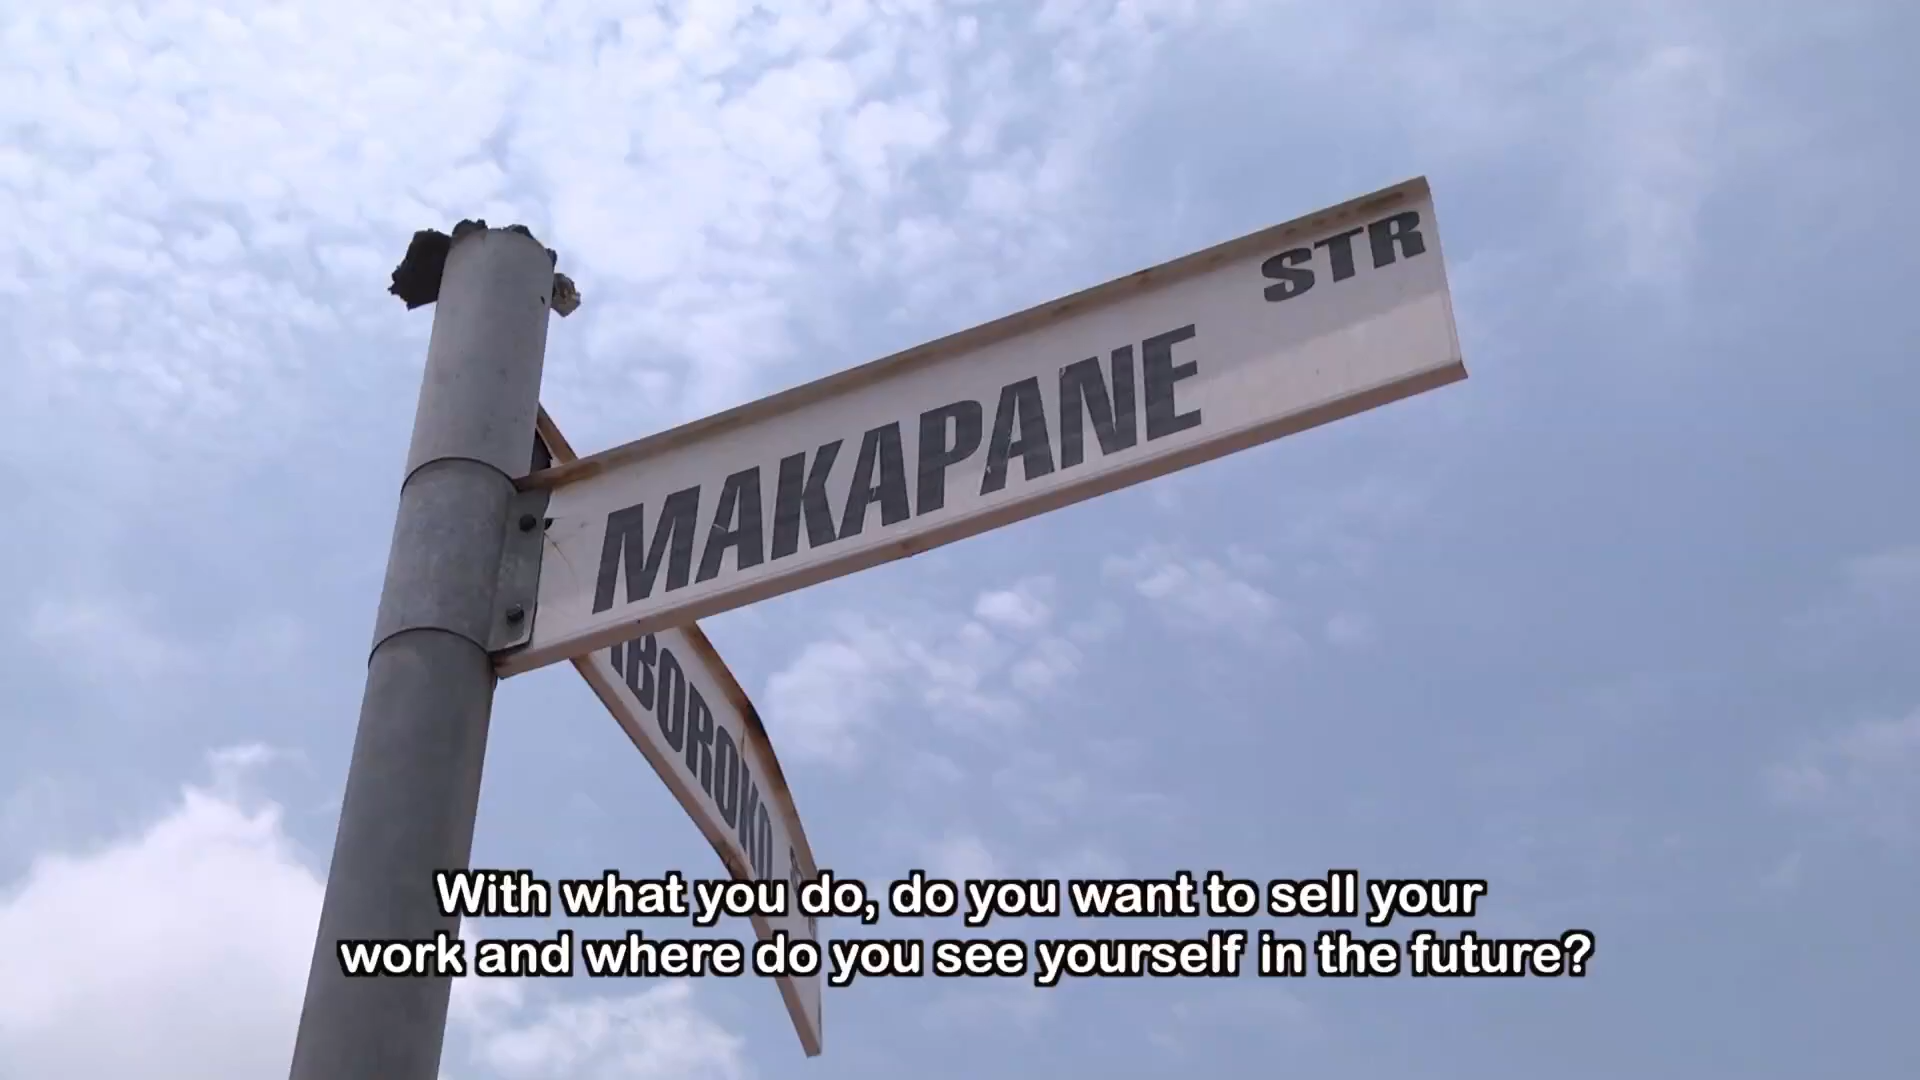 MAKAPANE STR
With what you do, do you want to sell your
work and where do you see yourself in the future?